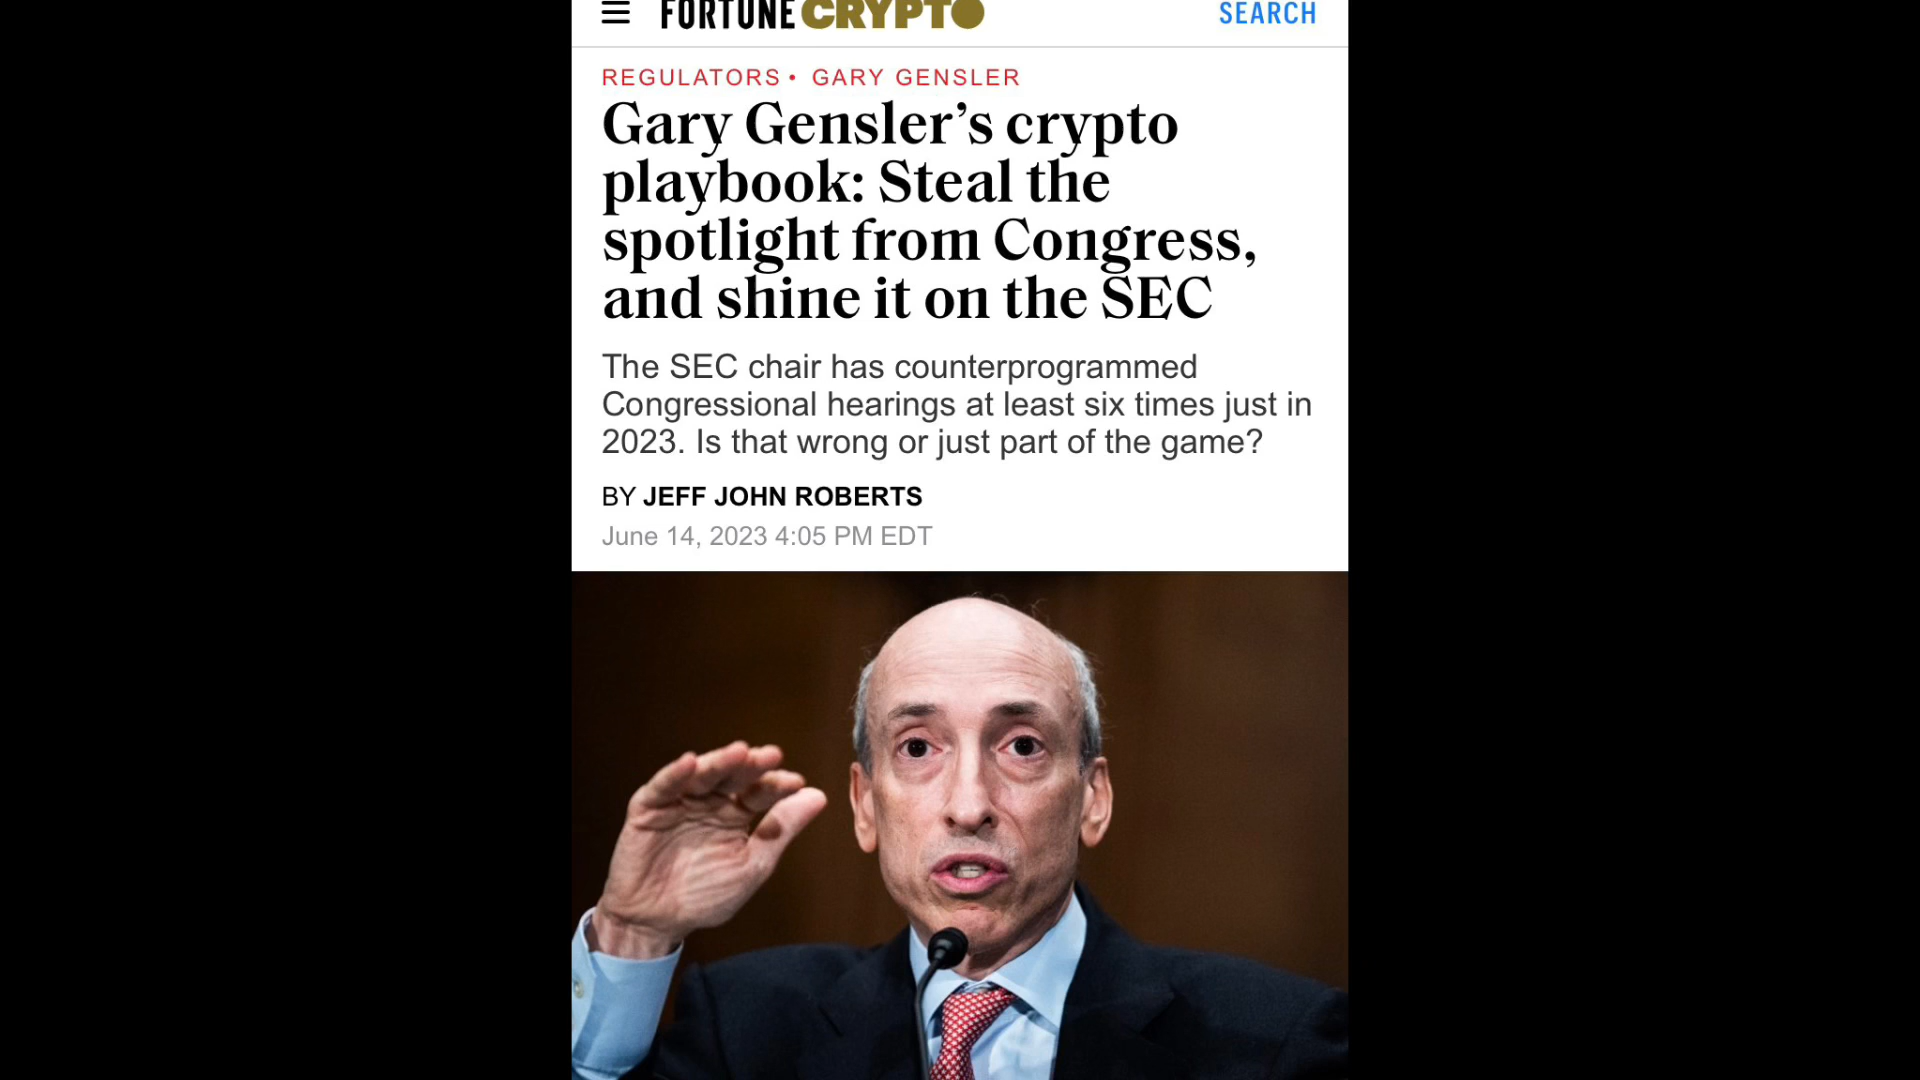 FORTUNE CRYPTO SEARCH
REGULATORS • GARY GENSLER
Gary Gensler’s crypto
playbook: Steal the
spotlight from Congress,
and shine it on the SEC
The SEC chair has counterprogrammed
Congressional hearings at least six times just in
2023. Is that wrong or just part of the game?
BY JEFF JOHN ROBERTS
June 14, 2023 4:05 PM EDT